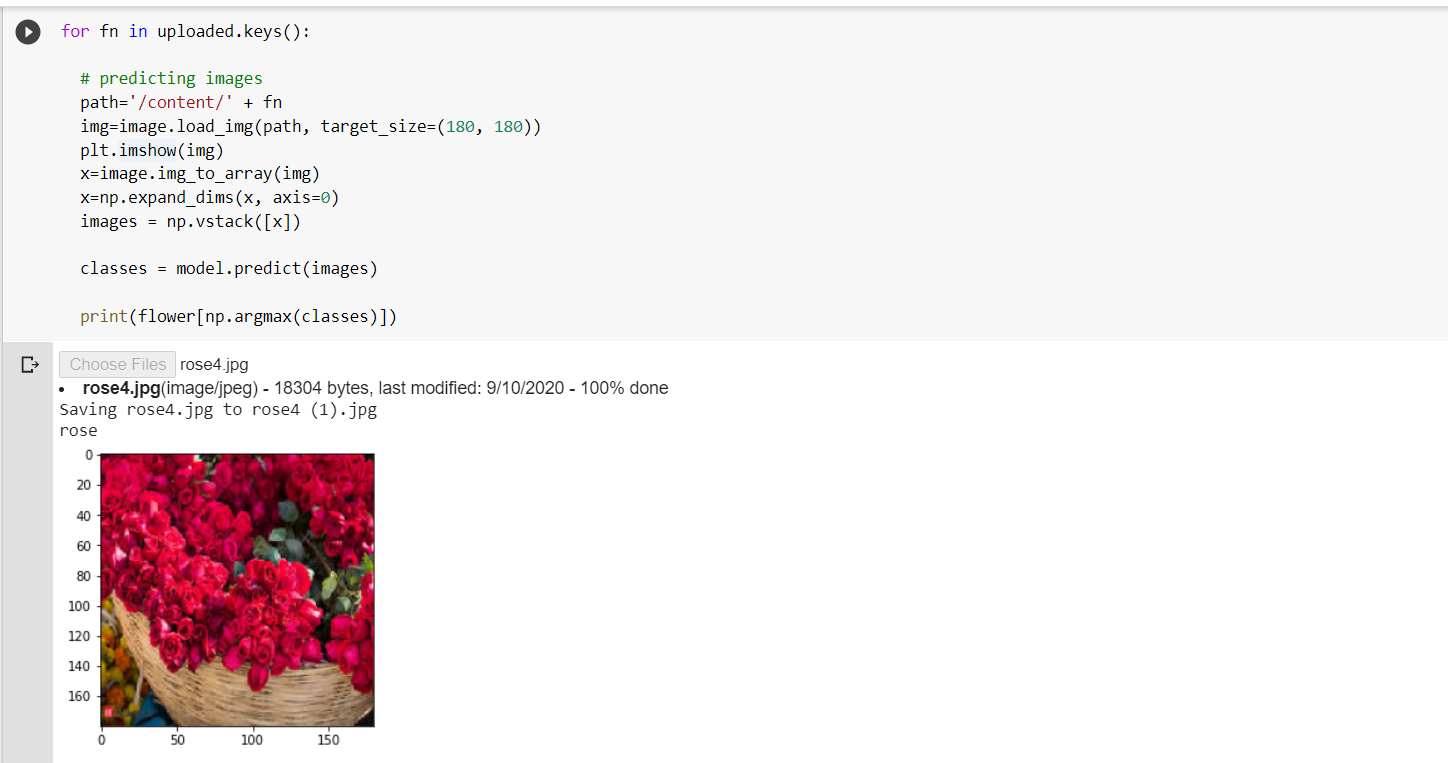 for fn in uploaded.keys():
# predicting images
path='/content/' + fn
img=image.load_img(path, target_size=(180, 180))
plt.imshow(img)
x=image.img_to_array(img)
x=np.expand_dims(x, axis=0)
images = np.vstack([x])
classes = model.predict(images)
print(flower[np.argmax(classes)])
Choose Files rose4.jpg
• rose4.jpg(image/jpeg) - 18304 bytes, last modified: 9/10/2020 - 100% done
Saving rose4.jpg to rose4 (1).jpg
rose
0
20
40
60
80
100
120
140
160
0 50 100 150